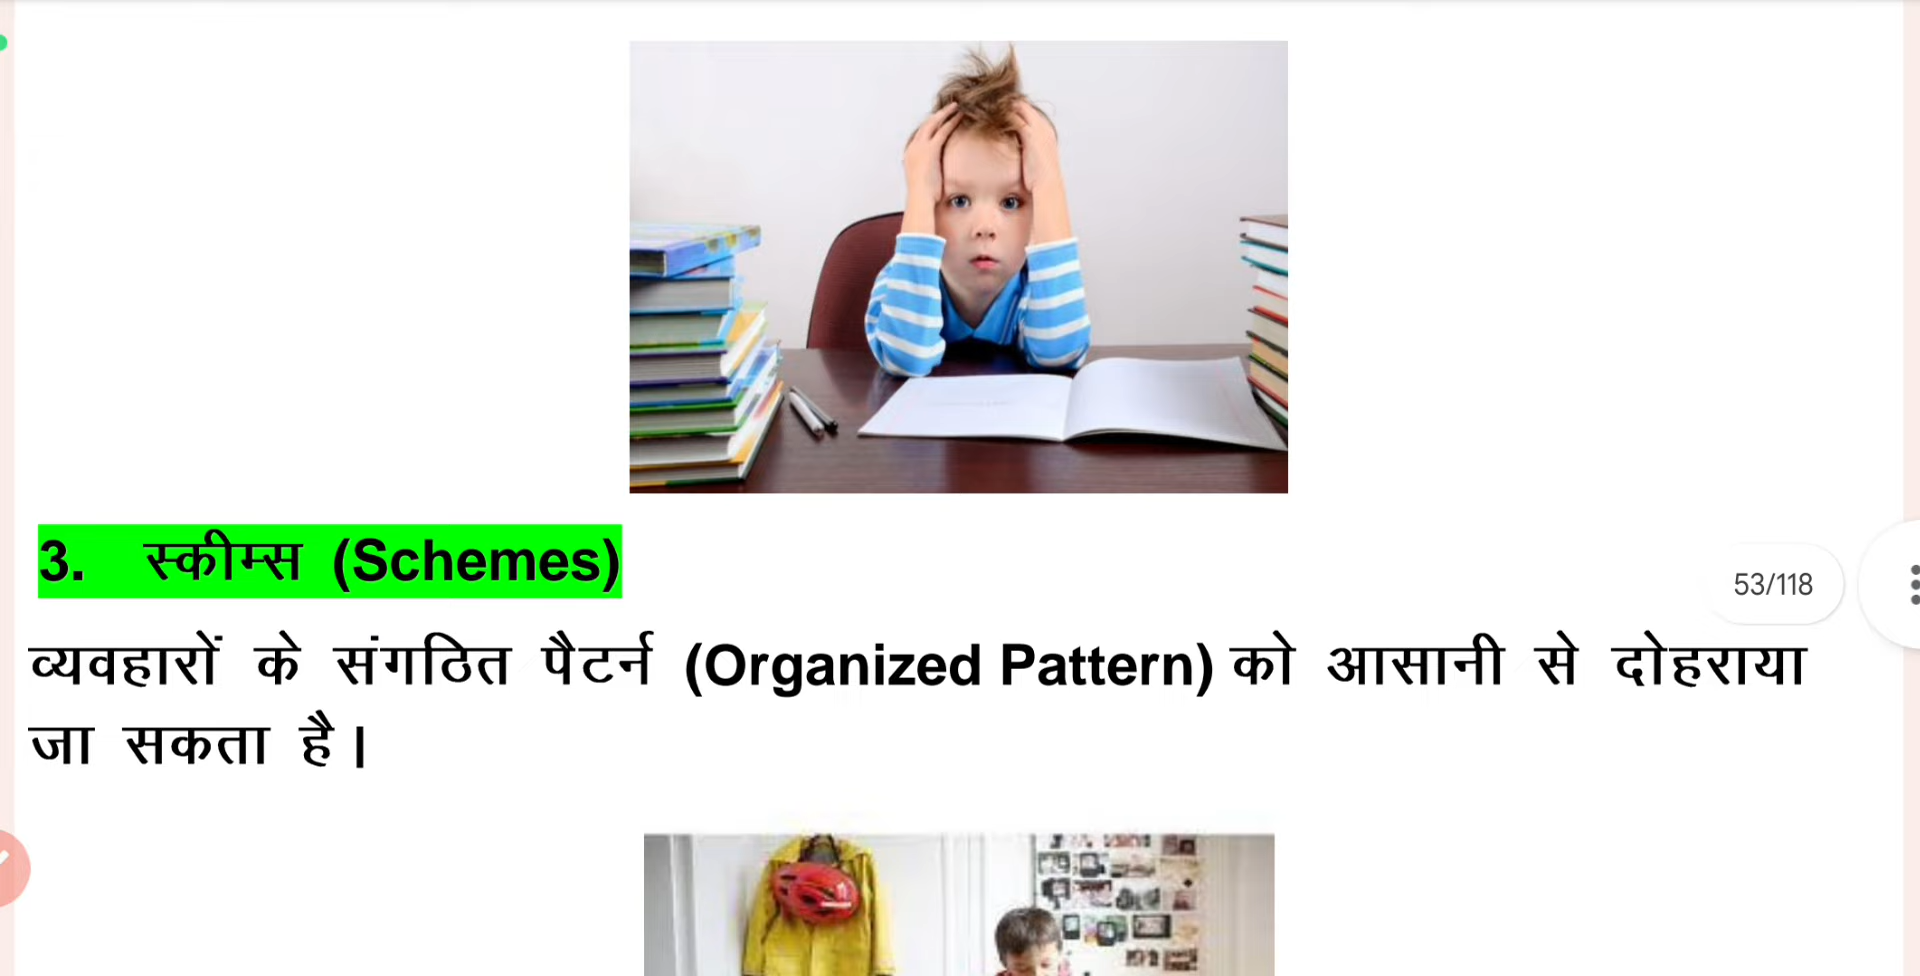 3. स्कीम्स (Schemes)
53/118
व्यवहारों के संगठित पैटर्न (Organized Pattern) को आसानी से दोहराया
जा सकता है।